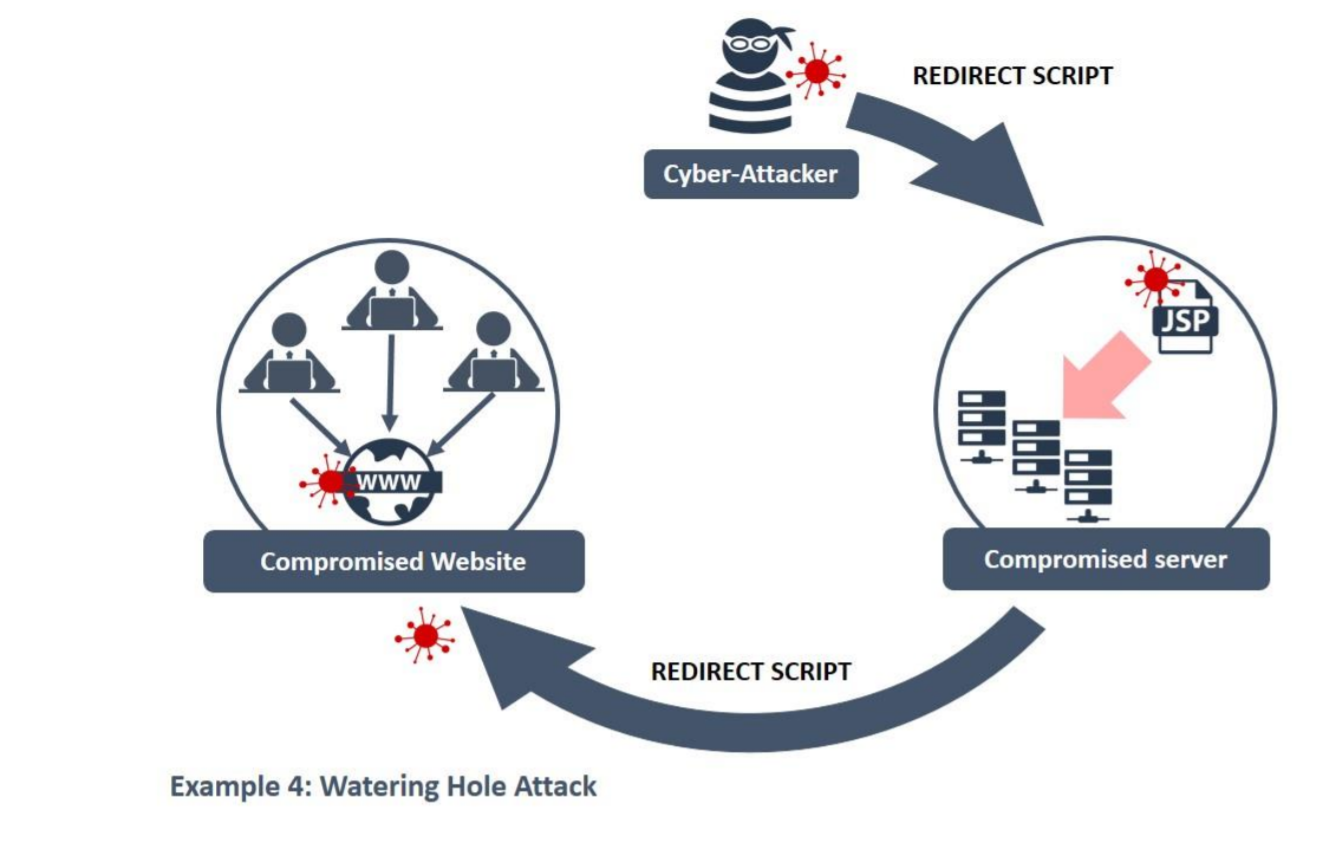 REDIRECT SCRIPT
Cyber-Attacker
JSP
WWW
Compromised Website
Compromised server
REDIRECT SCRIPT
Example 4: Watering Hole Attack